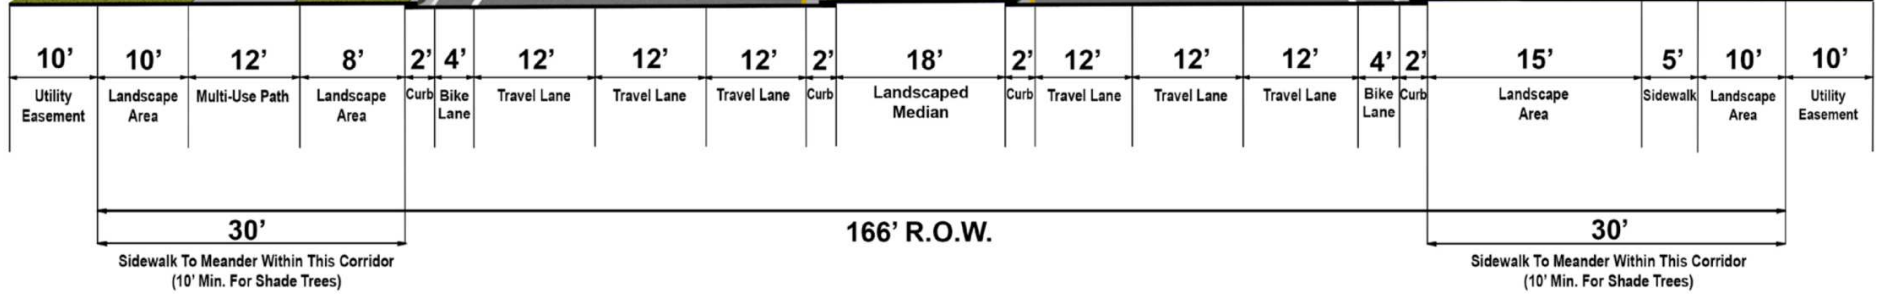 10’ 10’ 12’ 8’ 2’ 4’ 12’ 12’ 12’ 2’ 18’ 2’ 12’ 12’ 12’ 4’ 2’ 15’ 5’ 10’ 10’
Utility Landscape Multi-Use Path Landscape Curb Bike Travel Lane Travel Lane Travel Lane Curb Landscaped Curb Travel Lane Travel Lane Travel Lane Bike Curb Landscape Sidewalk Landscape Utility
Easement Area Area Lane Median Lane Area Area Easement
30’ 166’ R.O.W. 30’
Sidewalk To Meander Within This Corridor Sidewalk To Meander Within This Corridor
(10’ Min. For Shade Trees) (10’ Min. For Shade Trees)